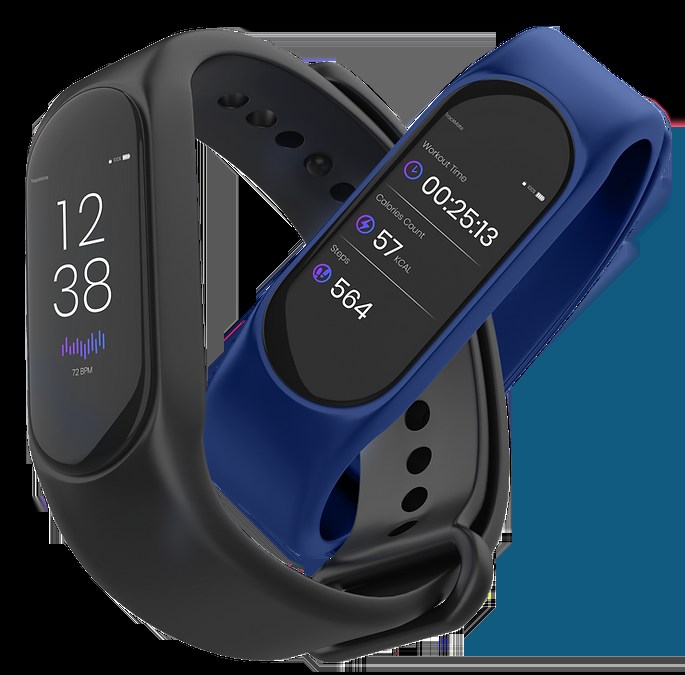 12
38
72 BPM
Workout Time
00:25:13
Calories Count
57 KCAL
Steps
564